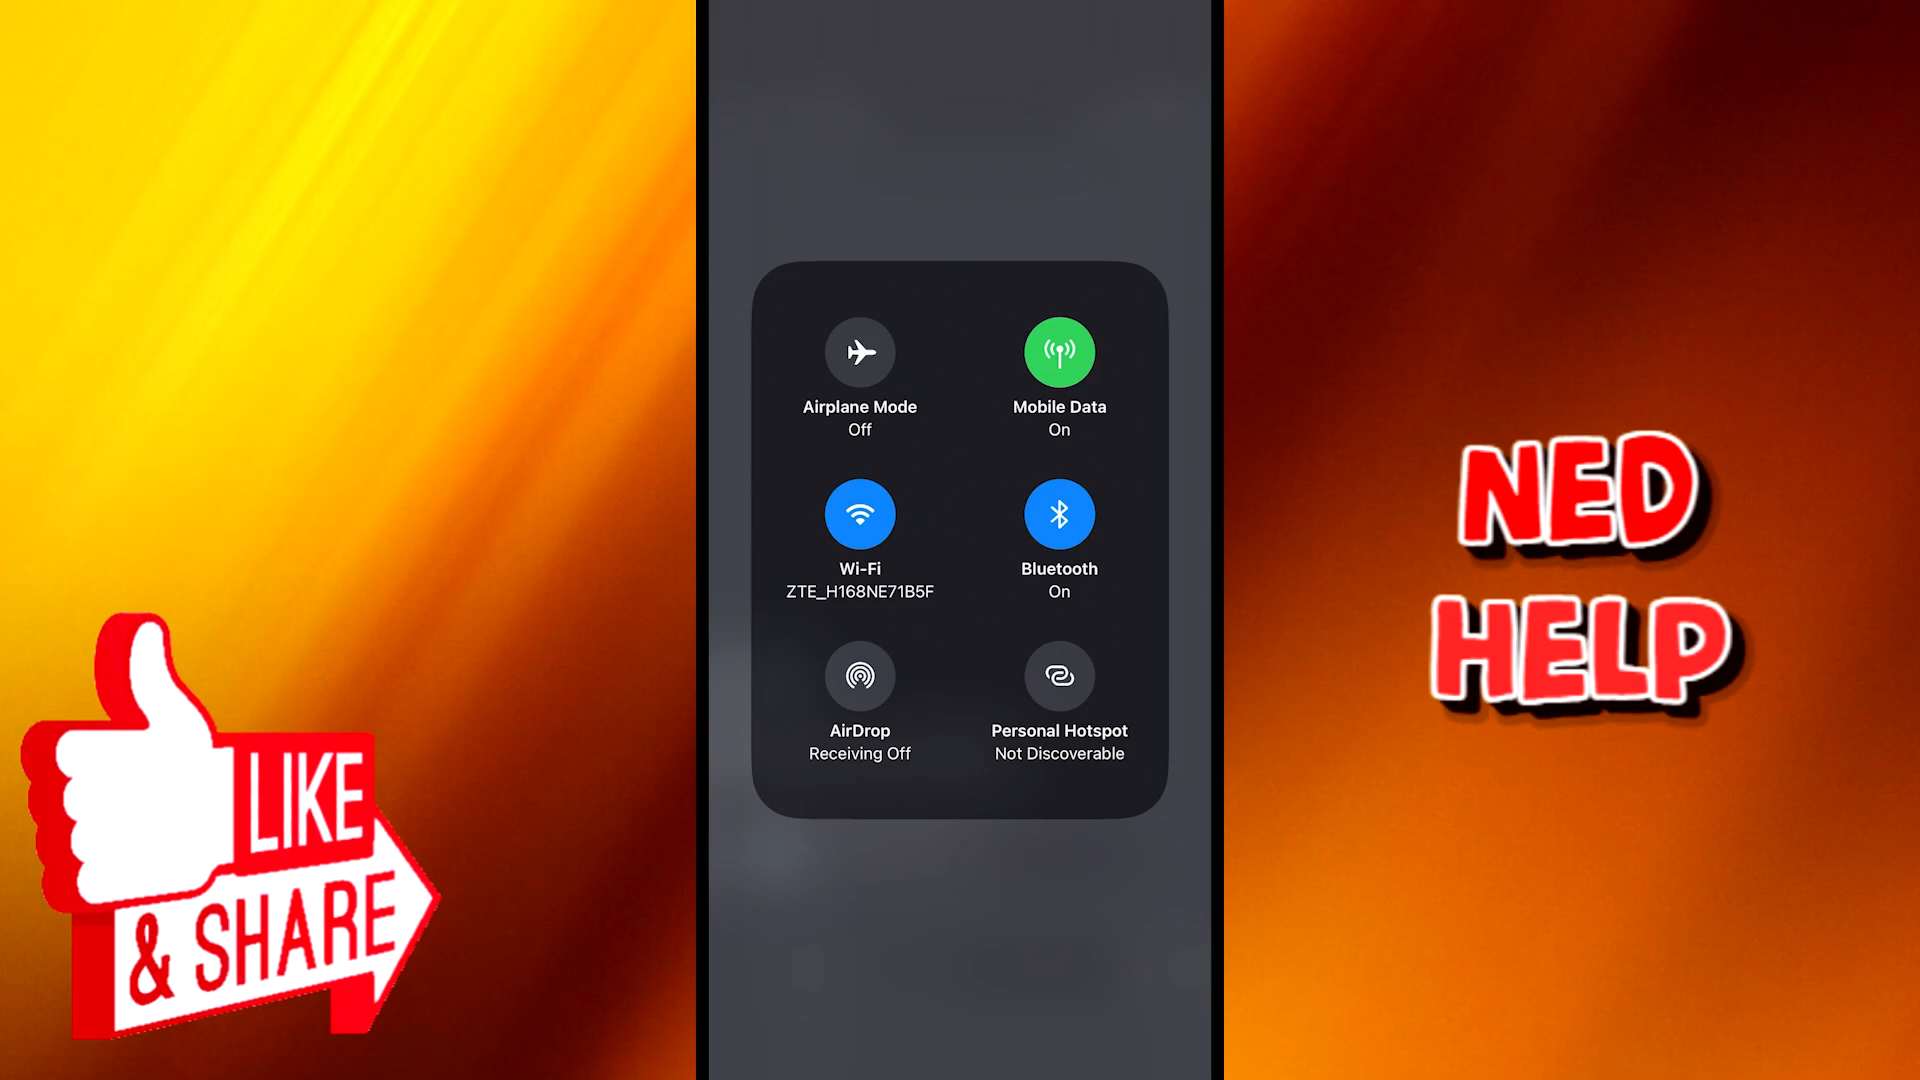 Airplane Mode
Off
Mobile Data
On
Wi-Fi
ZTE_H168NE71B5F
Bluetooth
On
AirDrop
Receiving Off
Personal Hotspot
Not Discoverable
LIKE
& SHARE
NED
HELP